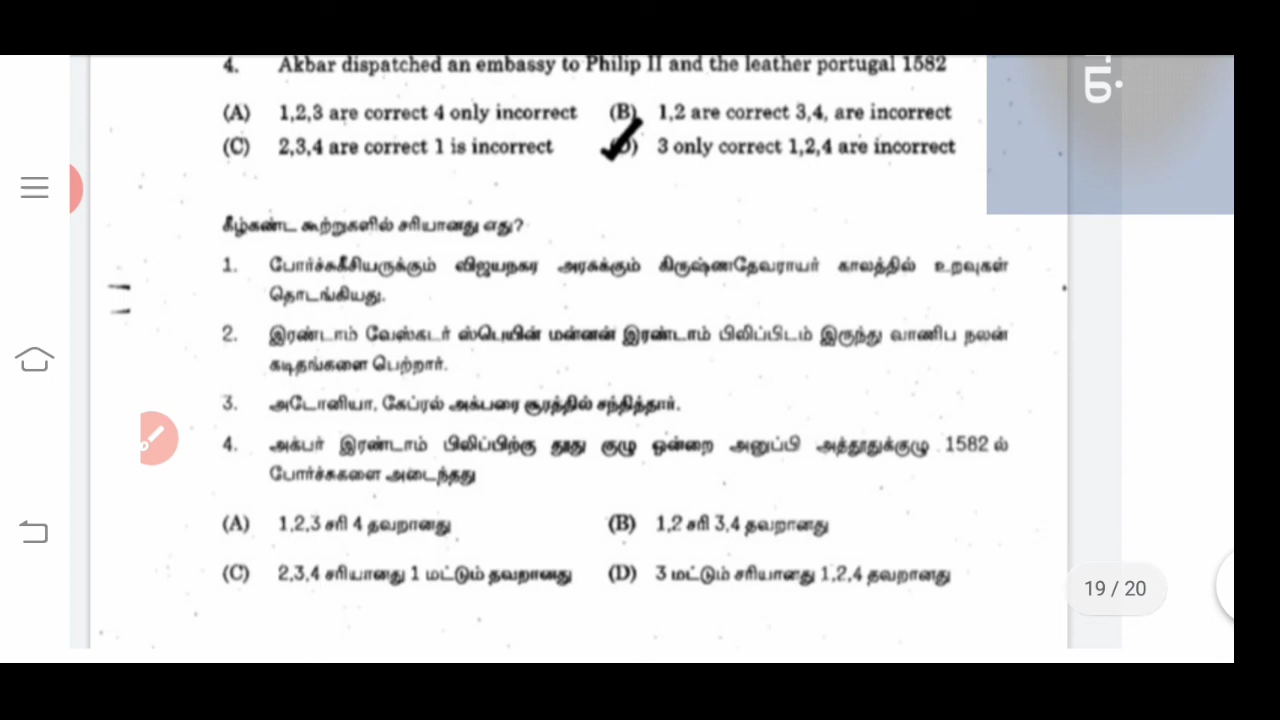 4. Akbar dispatched an embassy to Philip II and the leather portugal 1582
(A) 1,2,3 are correct 4 only incorrect (B) 1,2 are correct 3,4, are incorrect
(C) 2,3,4 are correct 1 is incorrect (D) 3 only correct 1,2,4 are incorrect
கீழ்கண்ட கூற்றுகளில் சரியானது எது?
1. போர்ச்சுகீசியருக்கும் விஜயநகர அரசுக்கும் கிருஷ்ணதேவராயர் காலத்தில் உறவுகள்
தொடங்கியது.
2. இரண்டாம் வேஸ்கடர் ஸ்பெயின் மன்னன் இரண்டாம் பிலிப்பிடம் இருந்து வாணிப நலன்
கடிதங்களை பெற்றார்.
3. அடோனியா, கேப்ரல் அக்பரை சூரத்தில் சந்தித்தார்.
4. அக்பர் இரண்டாம் பிலிப்பிற்கு தூது குழு ஒன்றை அனுப்பி அத்தூதுக்குழு 1582 ல்
போர்ச்சுகளை அடைந்தது
(A) 1,2,3 சரி 4 தவறானது (B) 1,2 சரி 3,4 தவறானது
(C) 2,3,4 சரியானது 1 மட்டும் தவறானது (D) 3 மட்டும் சரியானது 1,2,4 தவறானது
19 / 20